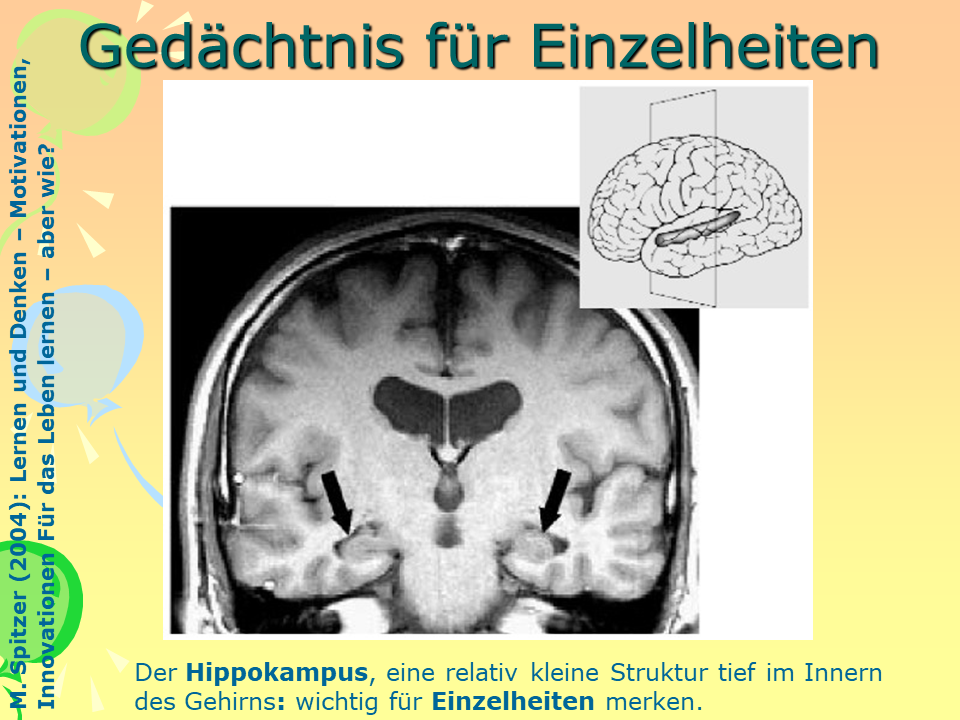 Gedächtnis für Einzelheiten
M. Spitzer (2004): Lernen und Denken – Motivationen,
Innovationen Für das Leben lernen – aber wie?
Der Hippokampus, eine relativ kleine Struktur tief im Innern
des Gehirns: wichtig für Einzelheiten merken.